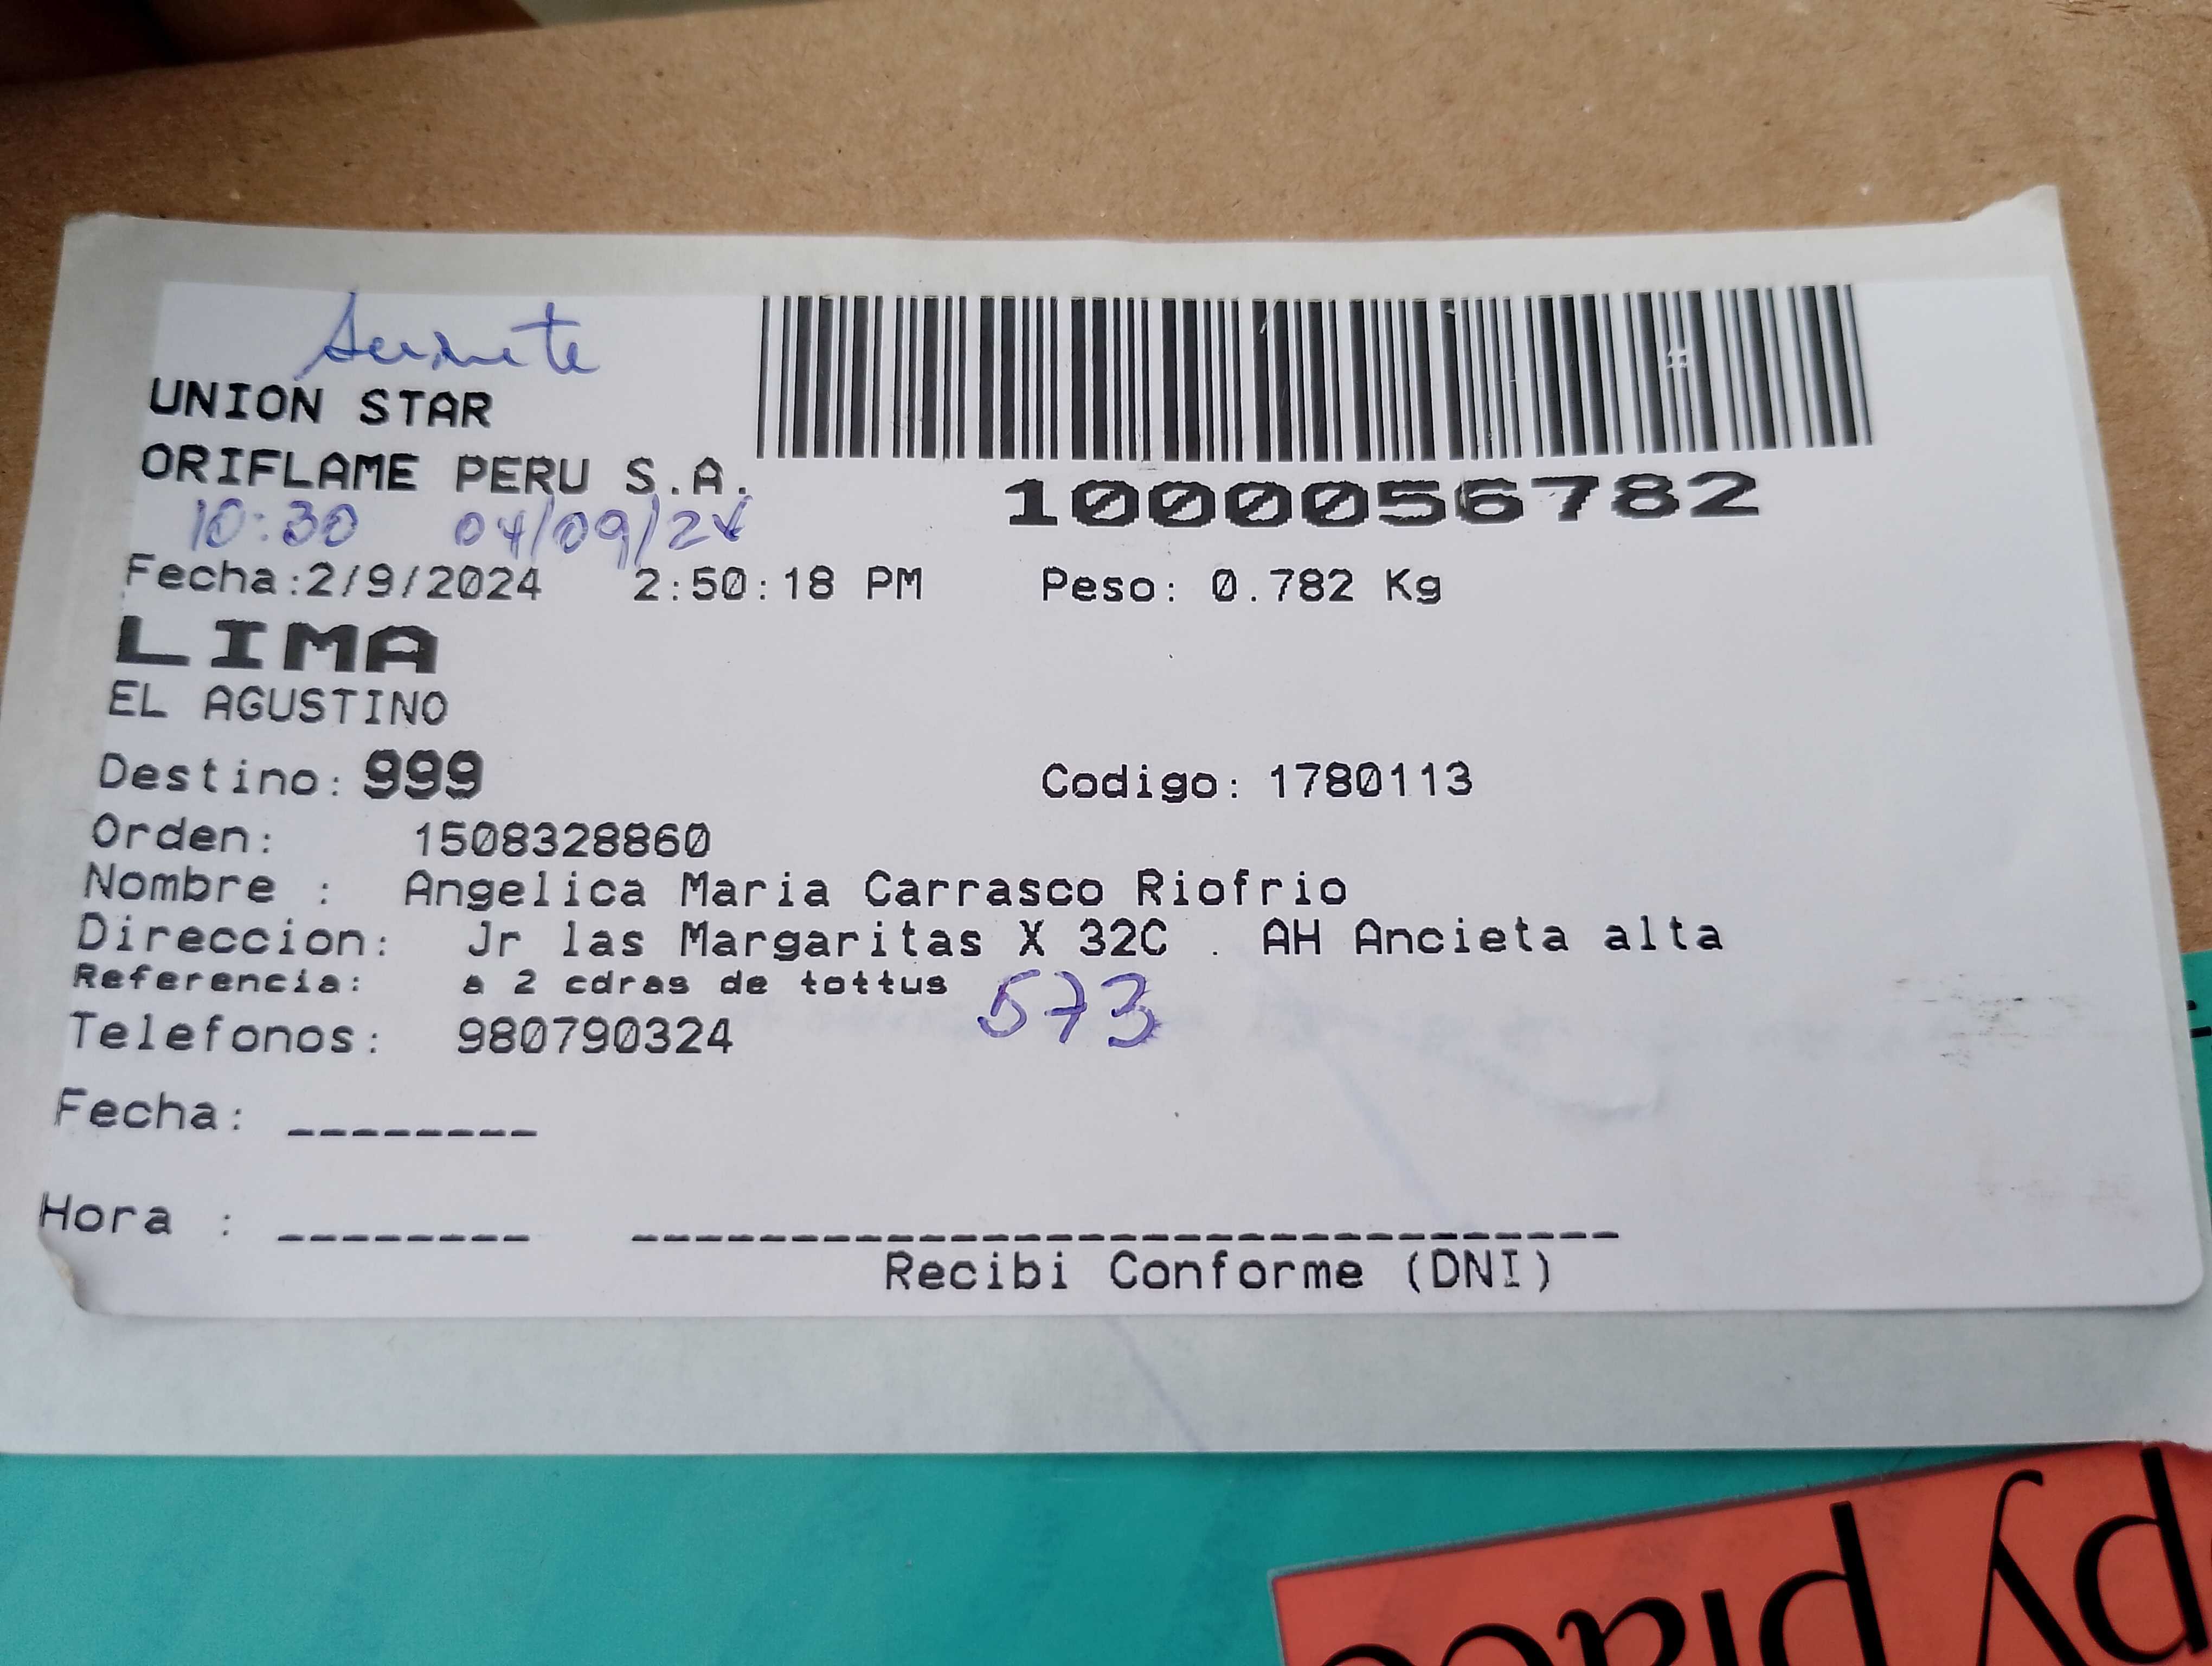 UNION STAR
ORIFLAME PERU S.A.
1000056782
10:30 04/09/24
Fecha:2/9/2024 2:50:18 PM Peso: 0.782 Kg
LIMA
EL AGUSTINO
Destino: 999 Codigo: 1780113
Orden: 1508328860
Nombre : Angelica Maria Carrasco Riofrio
Direccion: Jr las Margaritas X 32C . AH Ancieta alta
Referencia: a 2 cdras de tottus 573
Telefonos: 980790324
Fecha: ________
Hora : ________
Recibi Conforme (DNI)
py place